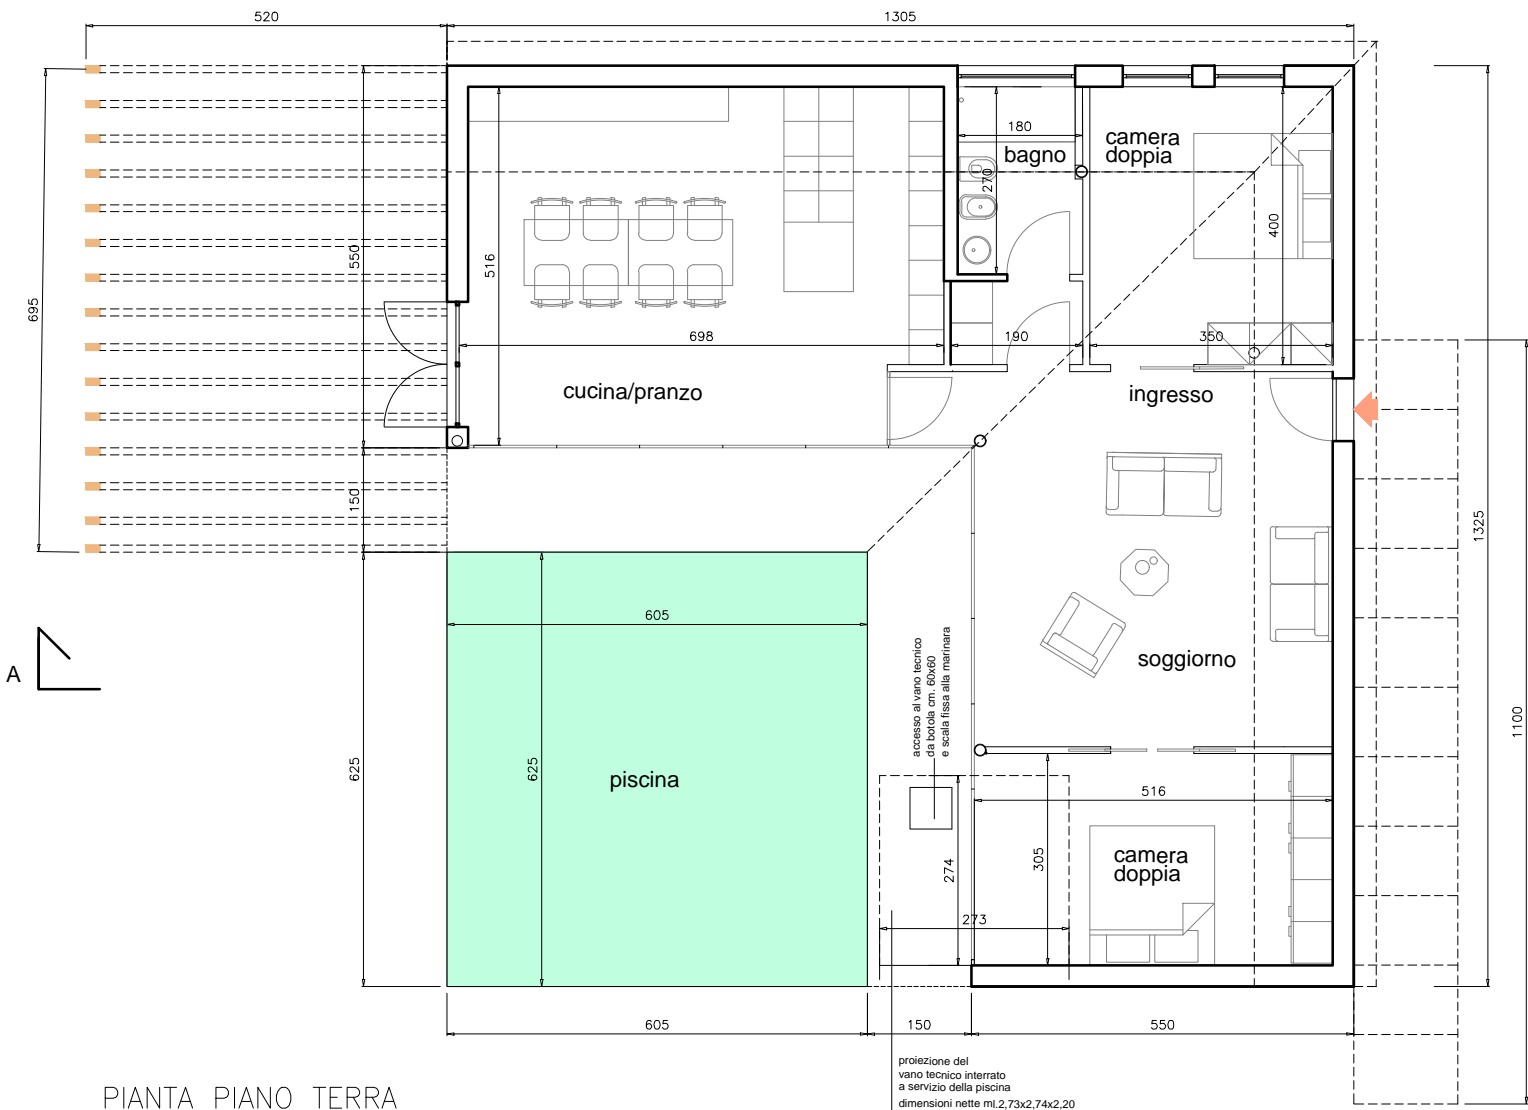 520
1305
180
camera
doppia
bagno
270
400
550
516
695
698
190
350
cucina/pranzo
ingresso
150
1325
605
accesso al vano tecnico
da botola cm. 60x60
e scala fissa alla marinara
soggiorno
A
1100
625
625
piscina
516
camera
doppia
305
274
273
605
150
550
proiezione del
vano tecnico interrato
a servizio della piscina
dimensioni nette ml.2,73x2,74x2,20
PIANTA PIANO TERRA